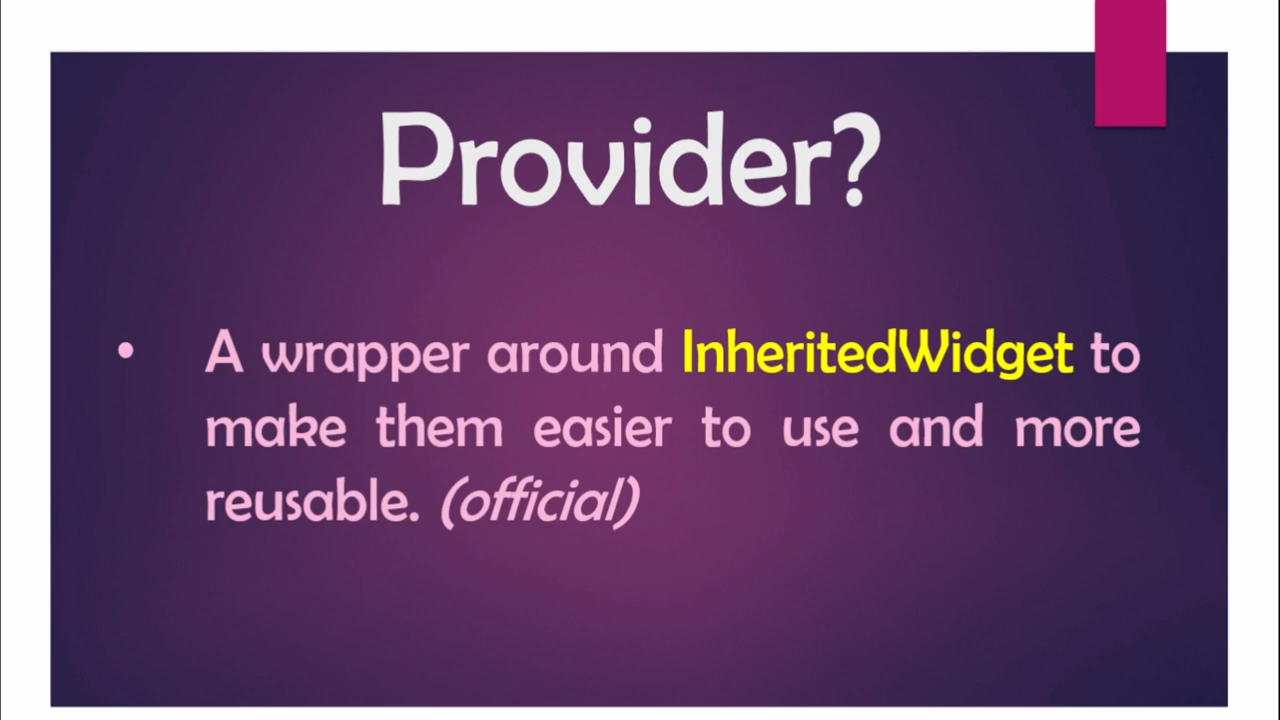 Provider?
• A wrapper around InheritedWidget to
make them easier to use and more
reusable. (official)